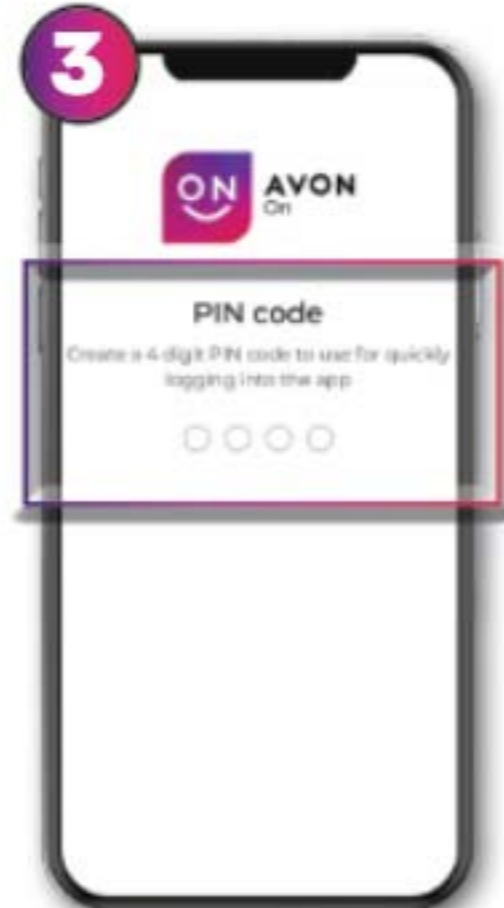 3
ON
AVON
On
PIN code
Create a 4 digit PIN code to use for quickly
logging into the app